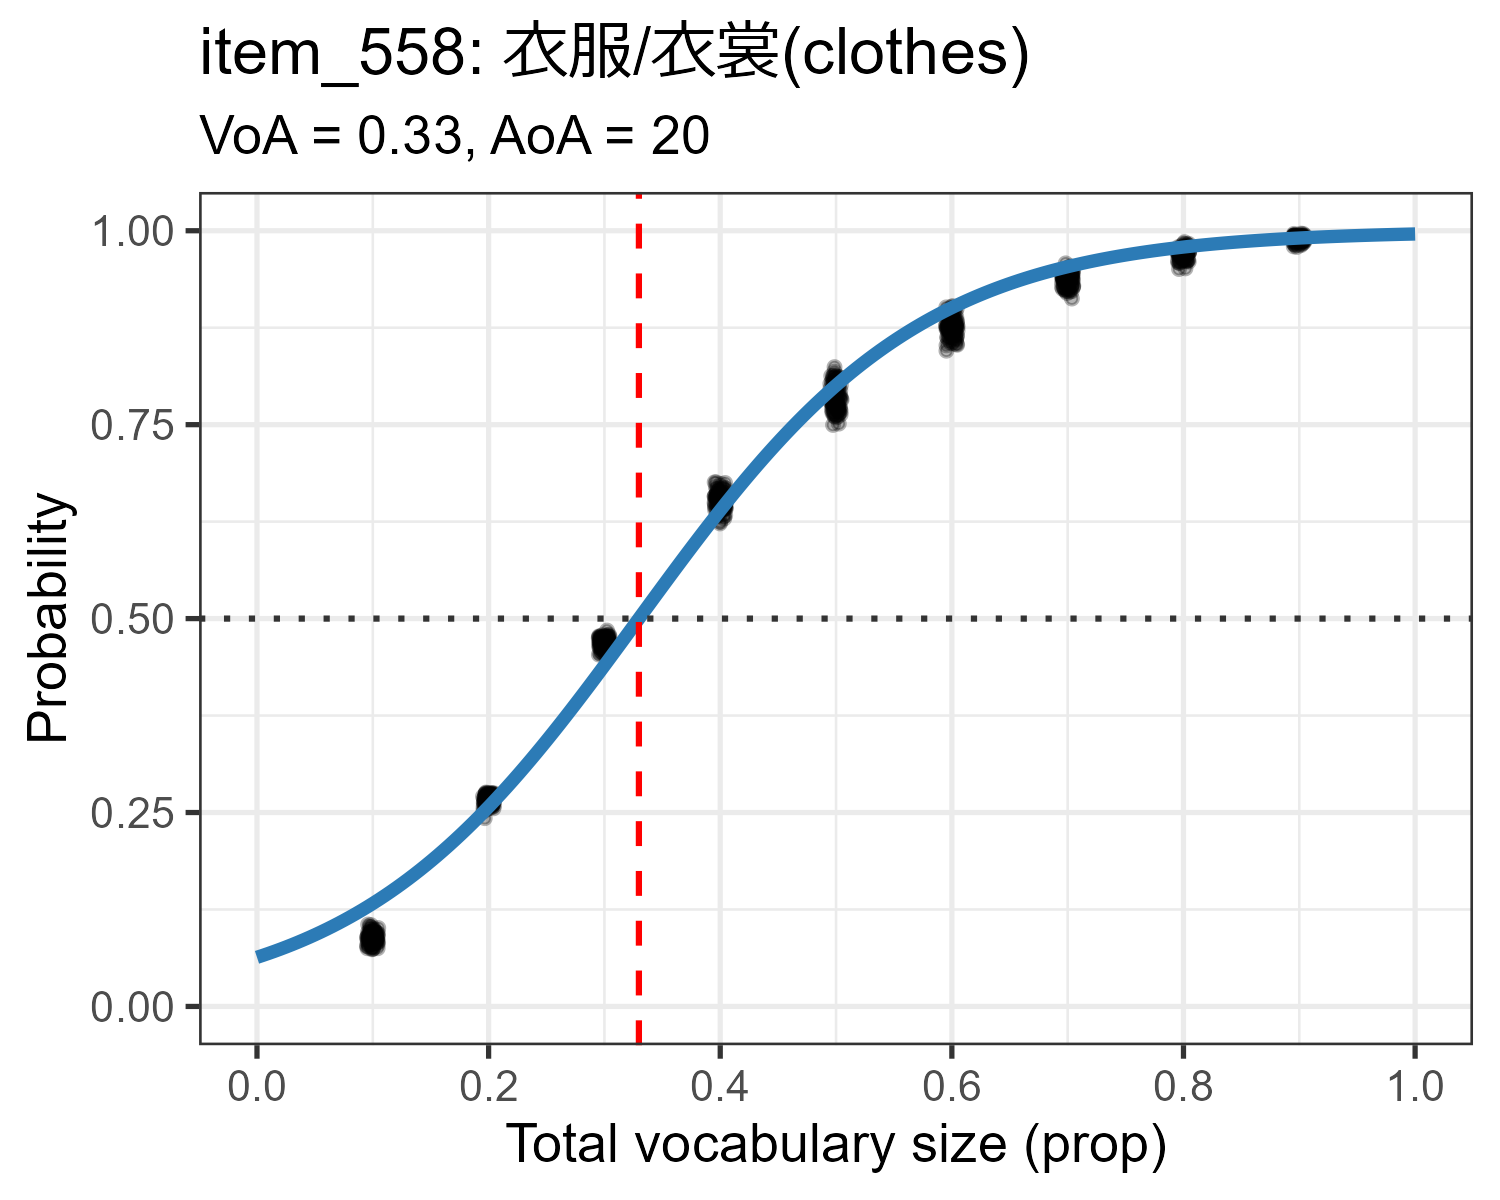 item_558: 衣服/衣裳(clothes)
VoA = 0.33, AoA = 20
Probability
1.00
0.75
0.50
0.25
0.00
0.0 0.2 0.4 0.6 0.8 1.0
Total vocabulary size (prop)